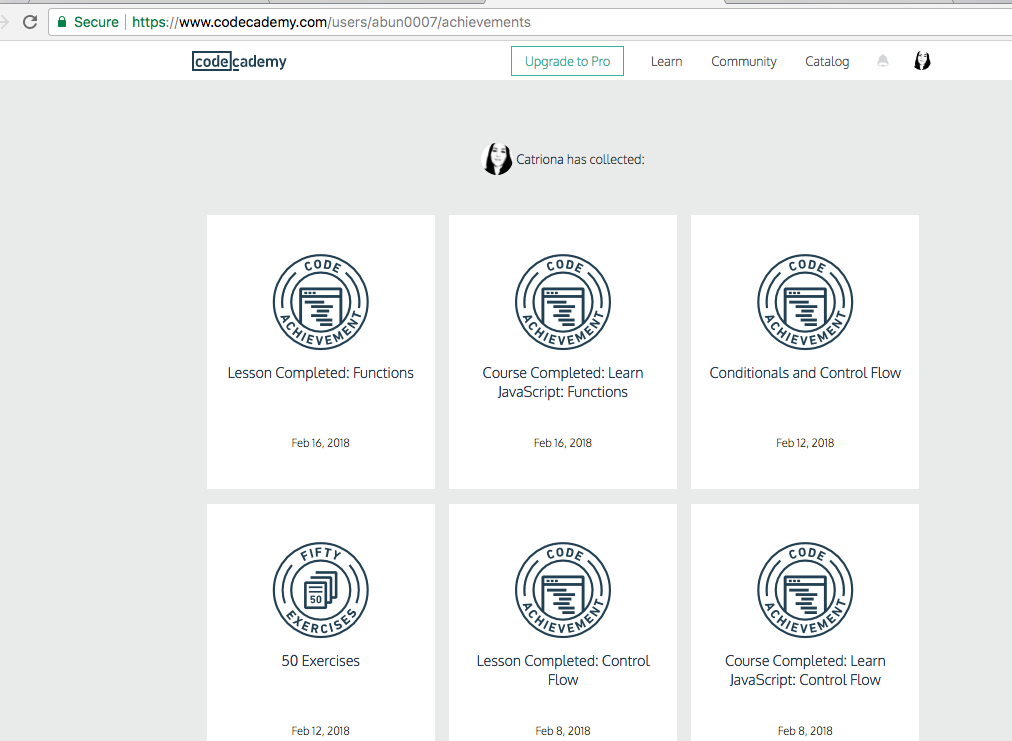 Secure https://www.codecademy.com/users/abun0007/achievements
codecademy Upgrade to Pro Learn Community Catalog
Catriona has collected:
CODE ACHIEVEMENT
Lesson Completed: Functions
Feb 16, 2018
CODE ACHIEVEMENT
Course Completed: Learn
JavaScript: Functions
Feb 16, 2018
CODE ACHIEVEMENT
Conditionals and Control Flow
Feb 12, 2018
FIFTY EXERCISES
50
50 Exercises
Feb 12, 2018
CODE ACHIEVEMENT
Lesson Completed: Control
Flow
Feb 8, 2018
CODE ACHIEVEMENT
Course Completed: Learn
JavaScript: Control Flow
Feb 8, 2018